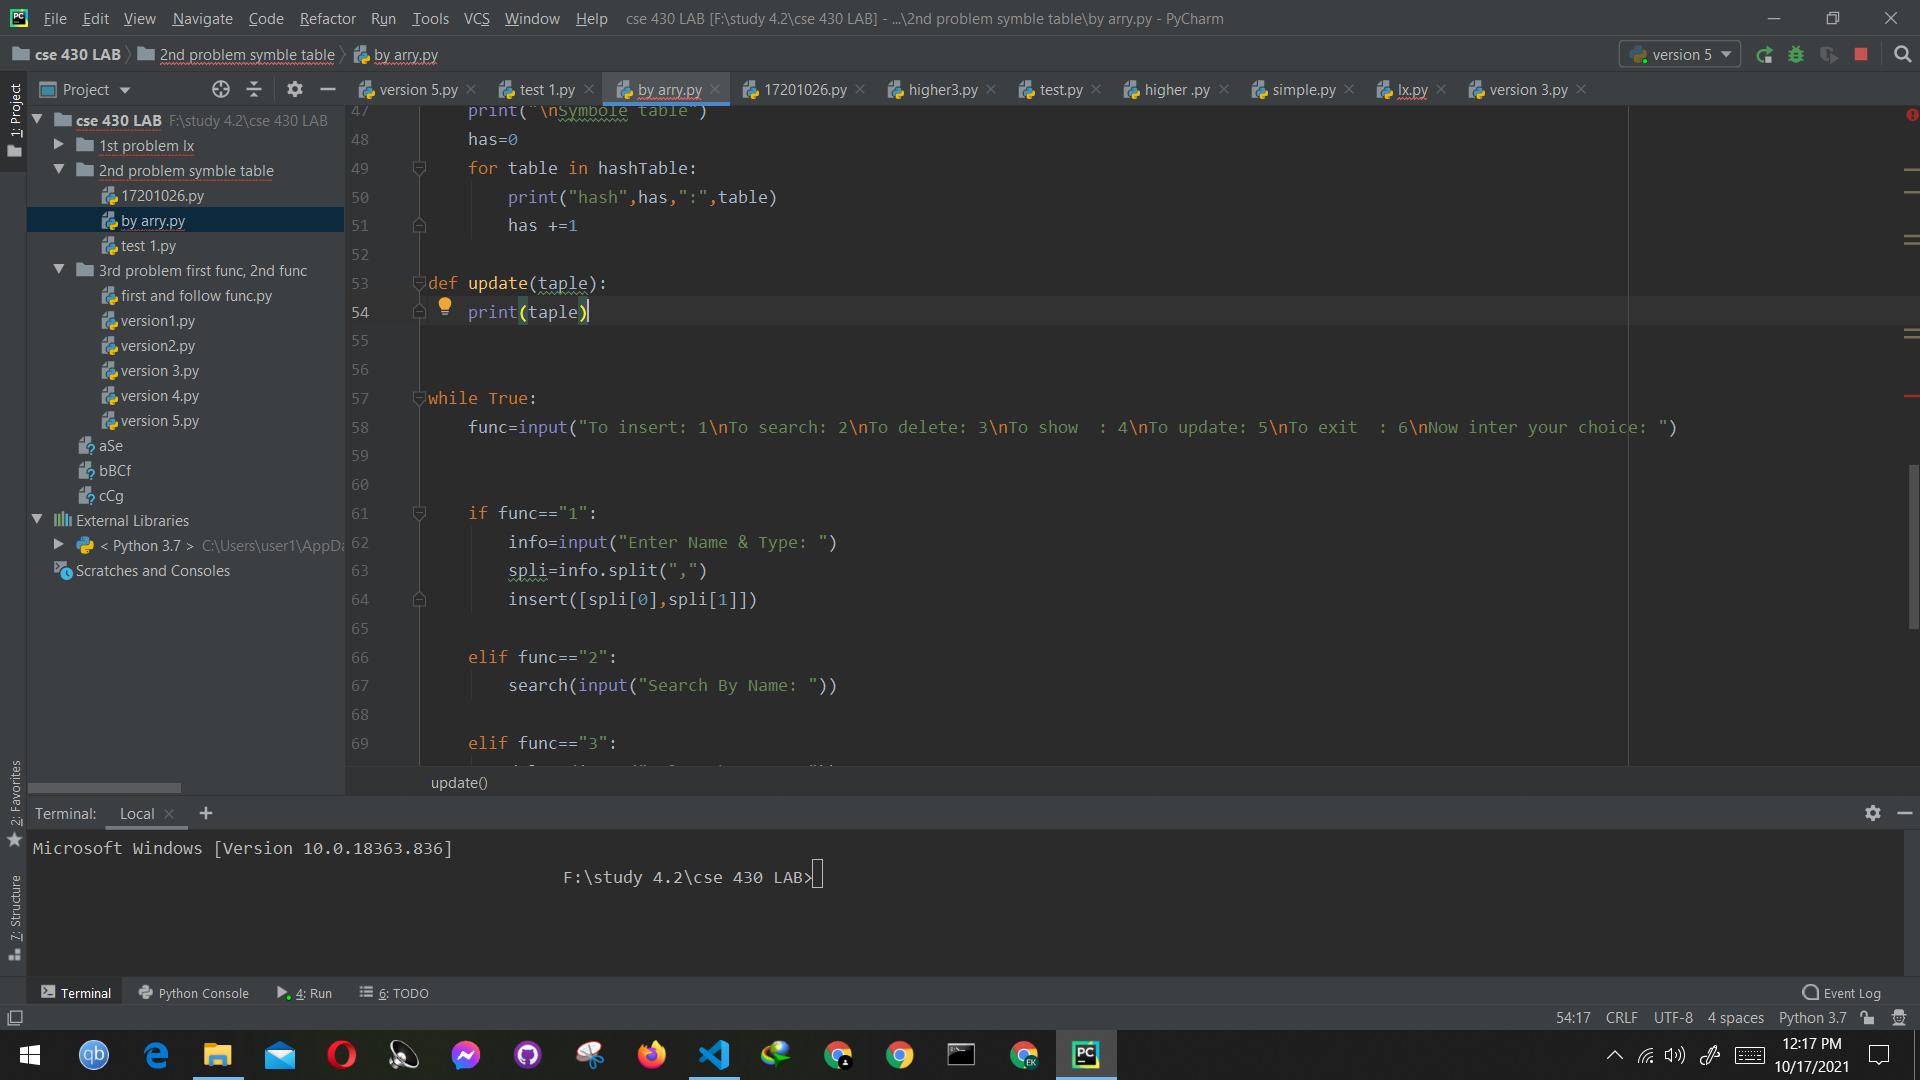 File Edit View Navigate Code Refactor Run Tools VCS Window Help cse 430 LAB [F:\study 4.2\cse 430 LAB] - ...\2nd problem symble table\by arry.py - PyCharm
cse 430 LAB 2nd problem symble table by arry.py version 5
Project version 5.py test 1.py by arry.py 17201026.py higher3.py test.py higher .py simple.py lx.py version 3.py
1: Project
cse 430 LAB F:\study 4.2\cse 430 LAB
1st problem lx
2nd problem symble table
17201026.py
by arry.py
test 1.py
3rd problem first func, 2nd func
first and follow func.py
version1.py
version2.py
version 3.py
version 4.py
version 5.py
aSe
bBCf
cCg
External Libraries
< Python 3.7 > C:\Users\user1\AppDa
Scratches and Consoles
47 print("\nSymbole table")
48 has=0
49 for table in hashTable:
50 print("hash",has,":",table)
51 has +=1
52
53 def update(taple):
54 print(taple)
55
56
57 while True:
58 func=input("To insert: 1\nTo search: 2\nTo delete: 3\nTo show  : 4\nTo update: 5\nTo exit  : 6\nNow inter your choice: ")
59
60
61 if func=="1":
62 info=input("Enter Name & Type: ")
63 spli=info.split(",")
64 insert([spli[0],spli[1]])
65
66 elif func=="2":
67 search(input("Search By Name: "))
68
69 elif func=="3":
update()
2: Favorites
7: Structure
Terminal: Local
Microsoft Windows [Version 10.0.18363.836]
F:\study 4.2\cse 430 LAB>
Terminal Python Console 4: Run 6: TODO Event Log
54:17 CRLF UTF-8 4 spaces Python 3.7
12:17 PM
10/17/2021